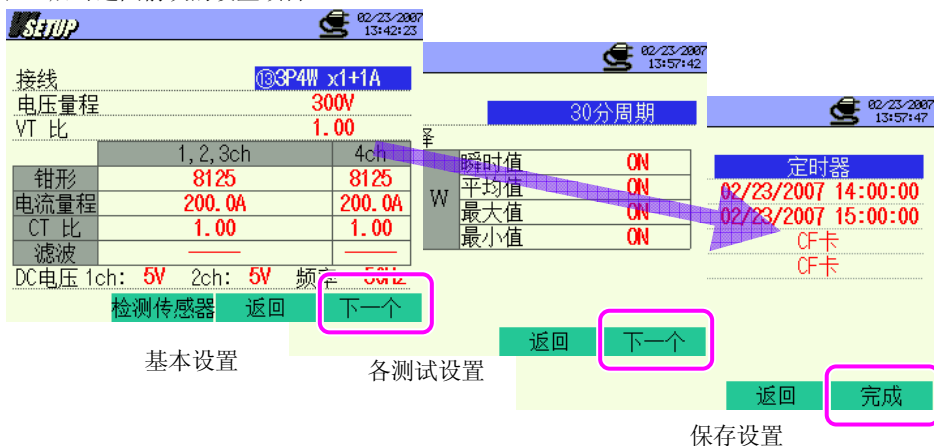 SETUP 02/23/2007
13:42:23
接线 ⑬3P4W x1+1A
电压量程 300V
VT 比 1.00
1,2,3ch 4ch
钳形 8125 8125
电流量程 200.0A 200.0A
CT 比 1.00 1.00
滤波 —— ——
DC电压 1ch: 5V 2ch: 5V 频率 50Hz
检测传感器 返回 下一个
基本设置
02/23/2007
13:57:42
30分周期
择
W
瞬时值 ON
平均值 ON
最大值 ON
最小值 ON
返回 下一个
各测试设置
02/23/2007
13:57:47
定时器
02/23/2007 14:00:00
02/23/2007 15:00:00
CF卡
CF卡
返回 完成
保存设置